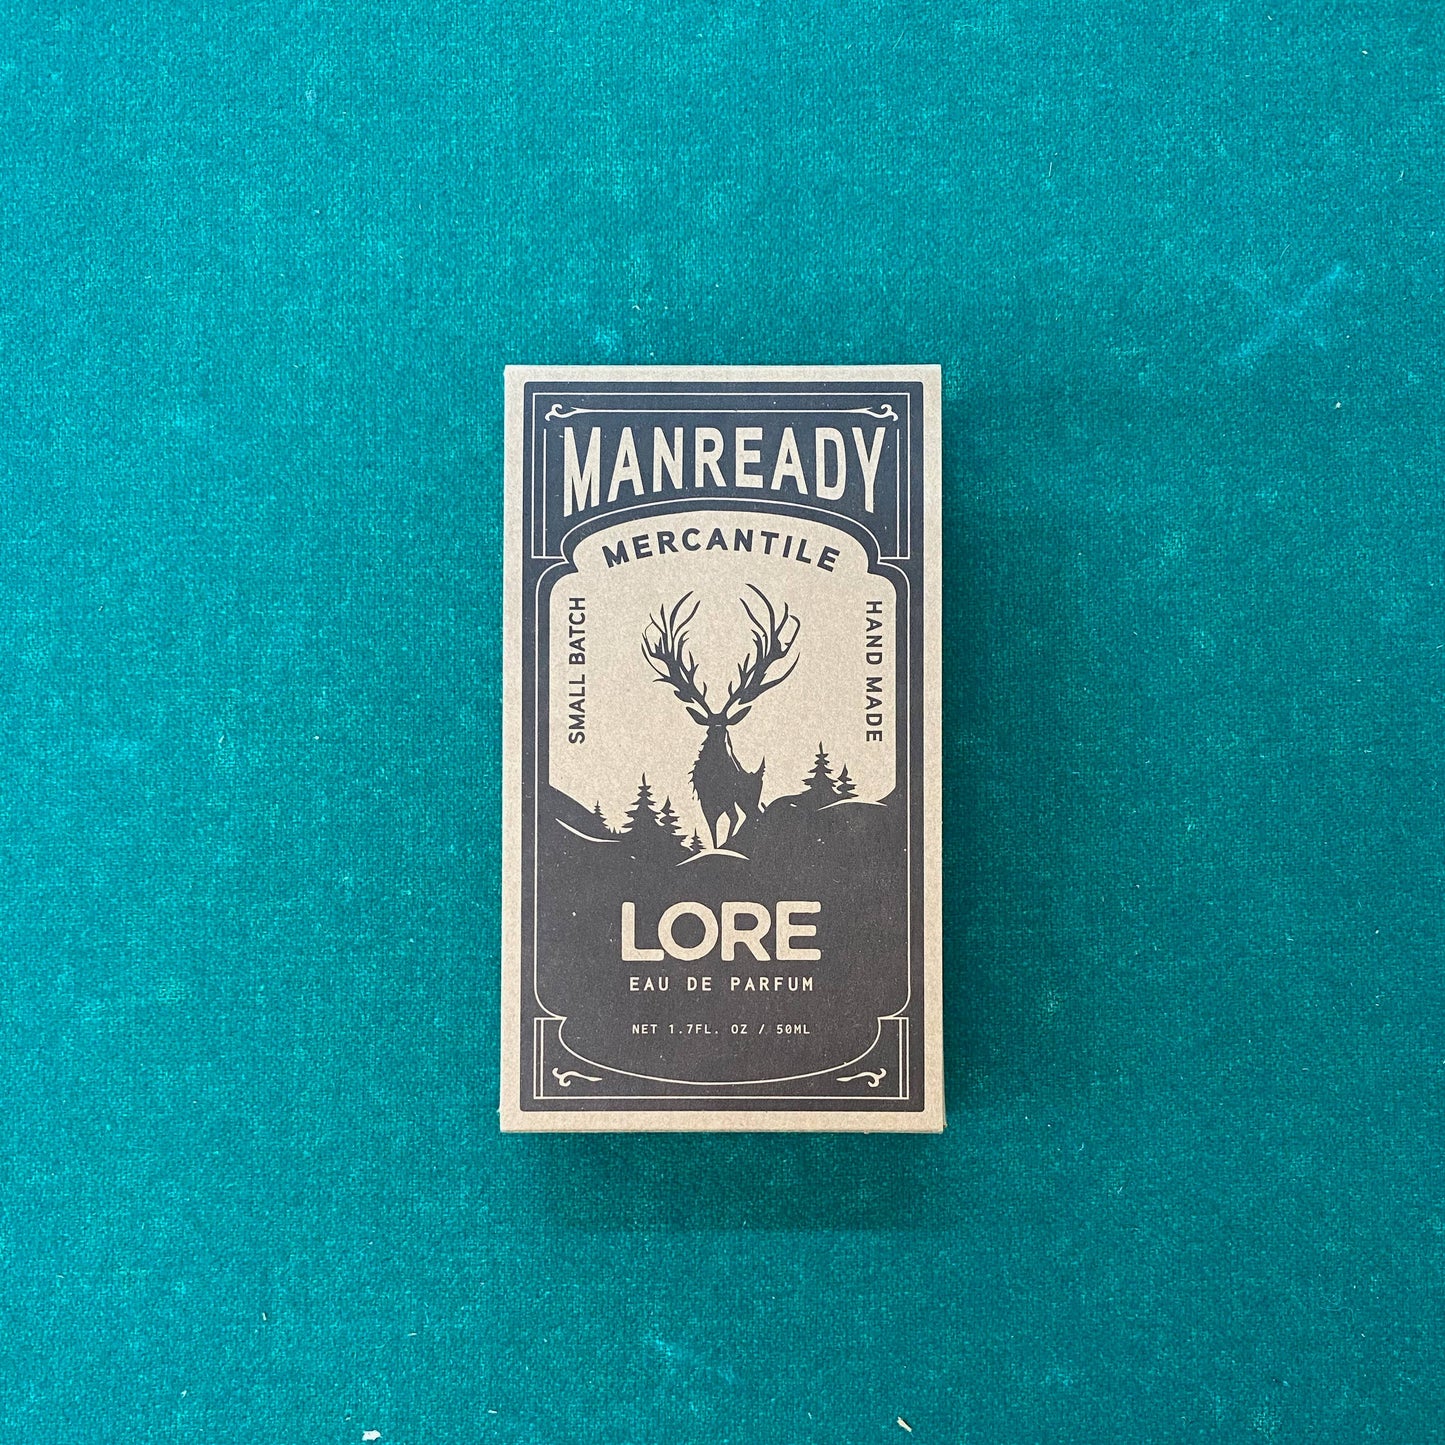 MANREADY
MERCANTILE
SMALL BATCH
HAND MADE
LORE
EAU DE PARFUM
NET 1.7FL. OZ / 50ML